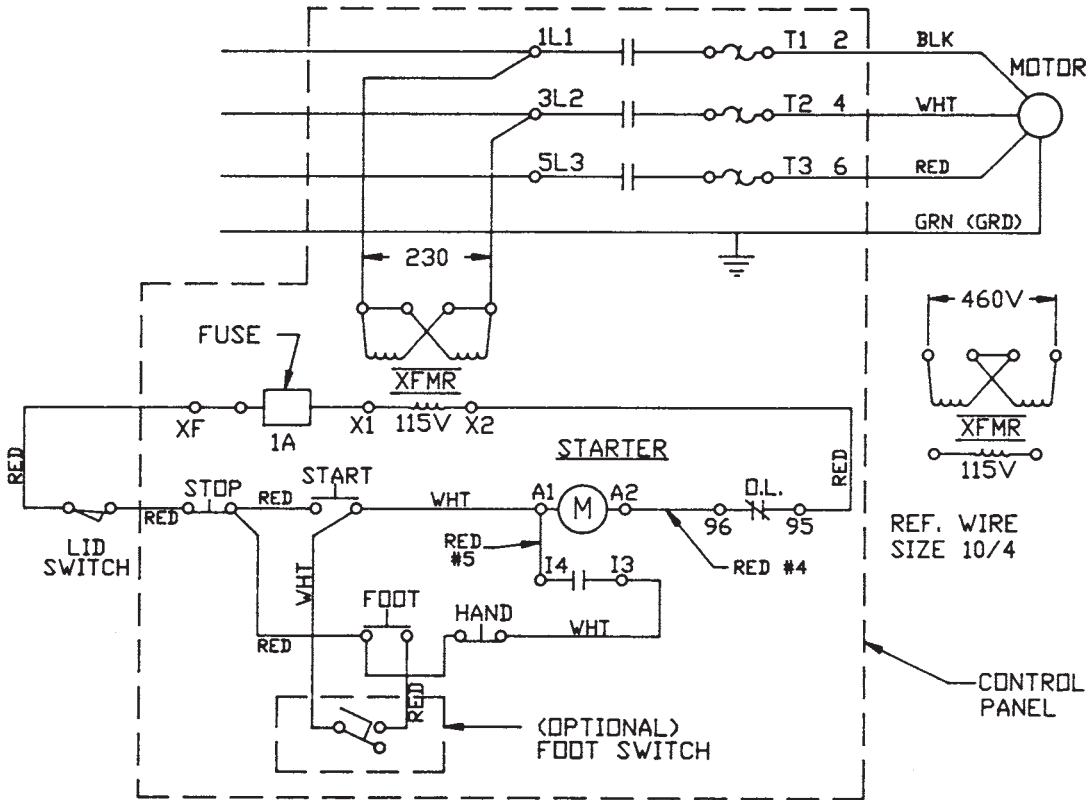 1L1
T1 2
BLK
MOTOR
3L2
T2 4
WHT
5L3
T3 6
RED
GRN (GRD)
230
460V
FUSE
XFMR
XF
1A
X1
115V
X2
XFMR
115V
RED
STARTER
RED
STOP
RED
START
WHT
A1
M
A2
O.L.
96
95
RED
REF. WIRE
SIZE 10/4
LID
SWITCH
RED
#5
RED #4
I4
I3
WHT
FOOT
HAND
WHT
RED
RED
CONTROL
PANEL
(OPTIONAL)
FOOT SWITCH